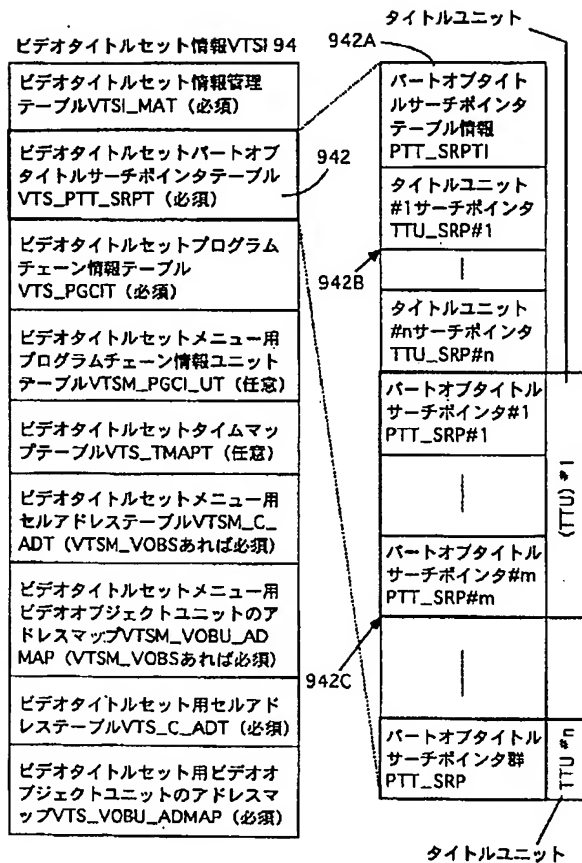 ビデオタイトルセット情報VTSI 94
ビデオタイトルセット情報管理
テーブルVTSI_MAT(必須)
ビデオタイトルセットパートオブ
タイトルサーチポインタテーブル
VTS_PTT_SRPT(必須)
ビデオタイトルセットプログラム
チェーン情報テーブル
VTS_PGCIT(必須)
ビデオタイトルセットメニュー用
プログラムチェーン情報ユニット
テーブルVTSM_PGCI_UT(任意)
ビデオタイトルセットタイムマッ
プテーブルVTS_TMAPT(任意)
ビデオタイトルセットメニュー用
セルアドレステーブルVTSM_C_
ADT(VTSM_VOBSあれば必須)
ビデオタイトルセットメニュー用
ビデオオブジェクトユニットのア
ドレスマップVTSM_VOBU_AD
MAP(VTSM_VOBSあれば必須)
ビデオタイトルセット用セルアド
レステーブルVTS_C_ADT(必須)
ビデオタイトルセット用ビデオオ
ブジェクトユニットのアドレスマ
ップVTS_VOBU_ADMAP(必須)
タイトルユニット
942A
942
942B
942C
パートオブタイト
ルサーチポインタ
テーブル情報
PTT_SRPTI
タイトルユニット
#1サーチポインタ
TTU_SRP#1
タイトルユニット
#nサーチポインタ
TTU_SRP#n
パートオブタイトル
サーチポインタ#1
PTT_SRP#1
パートオブタイトル
サーチポインタ#m
PTT_SRP#m
パートオブタイトル
サーチポインタ群
PTT_SRP
(TTU) #1
TTU #n
タイトルユニット